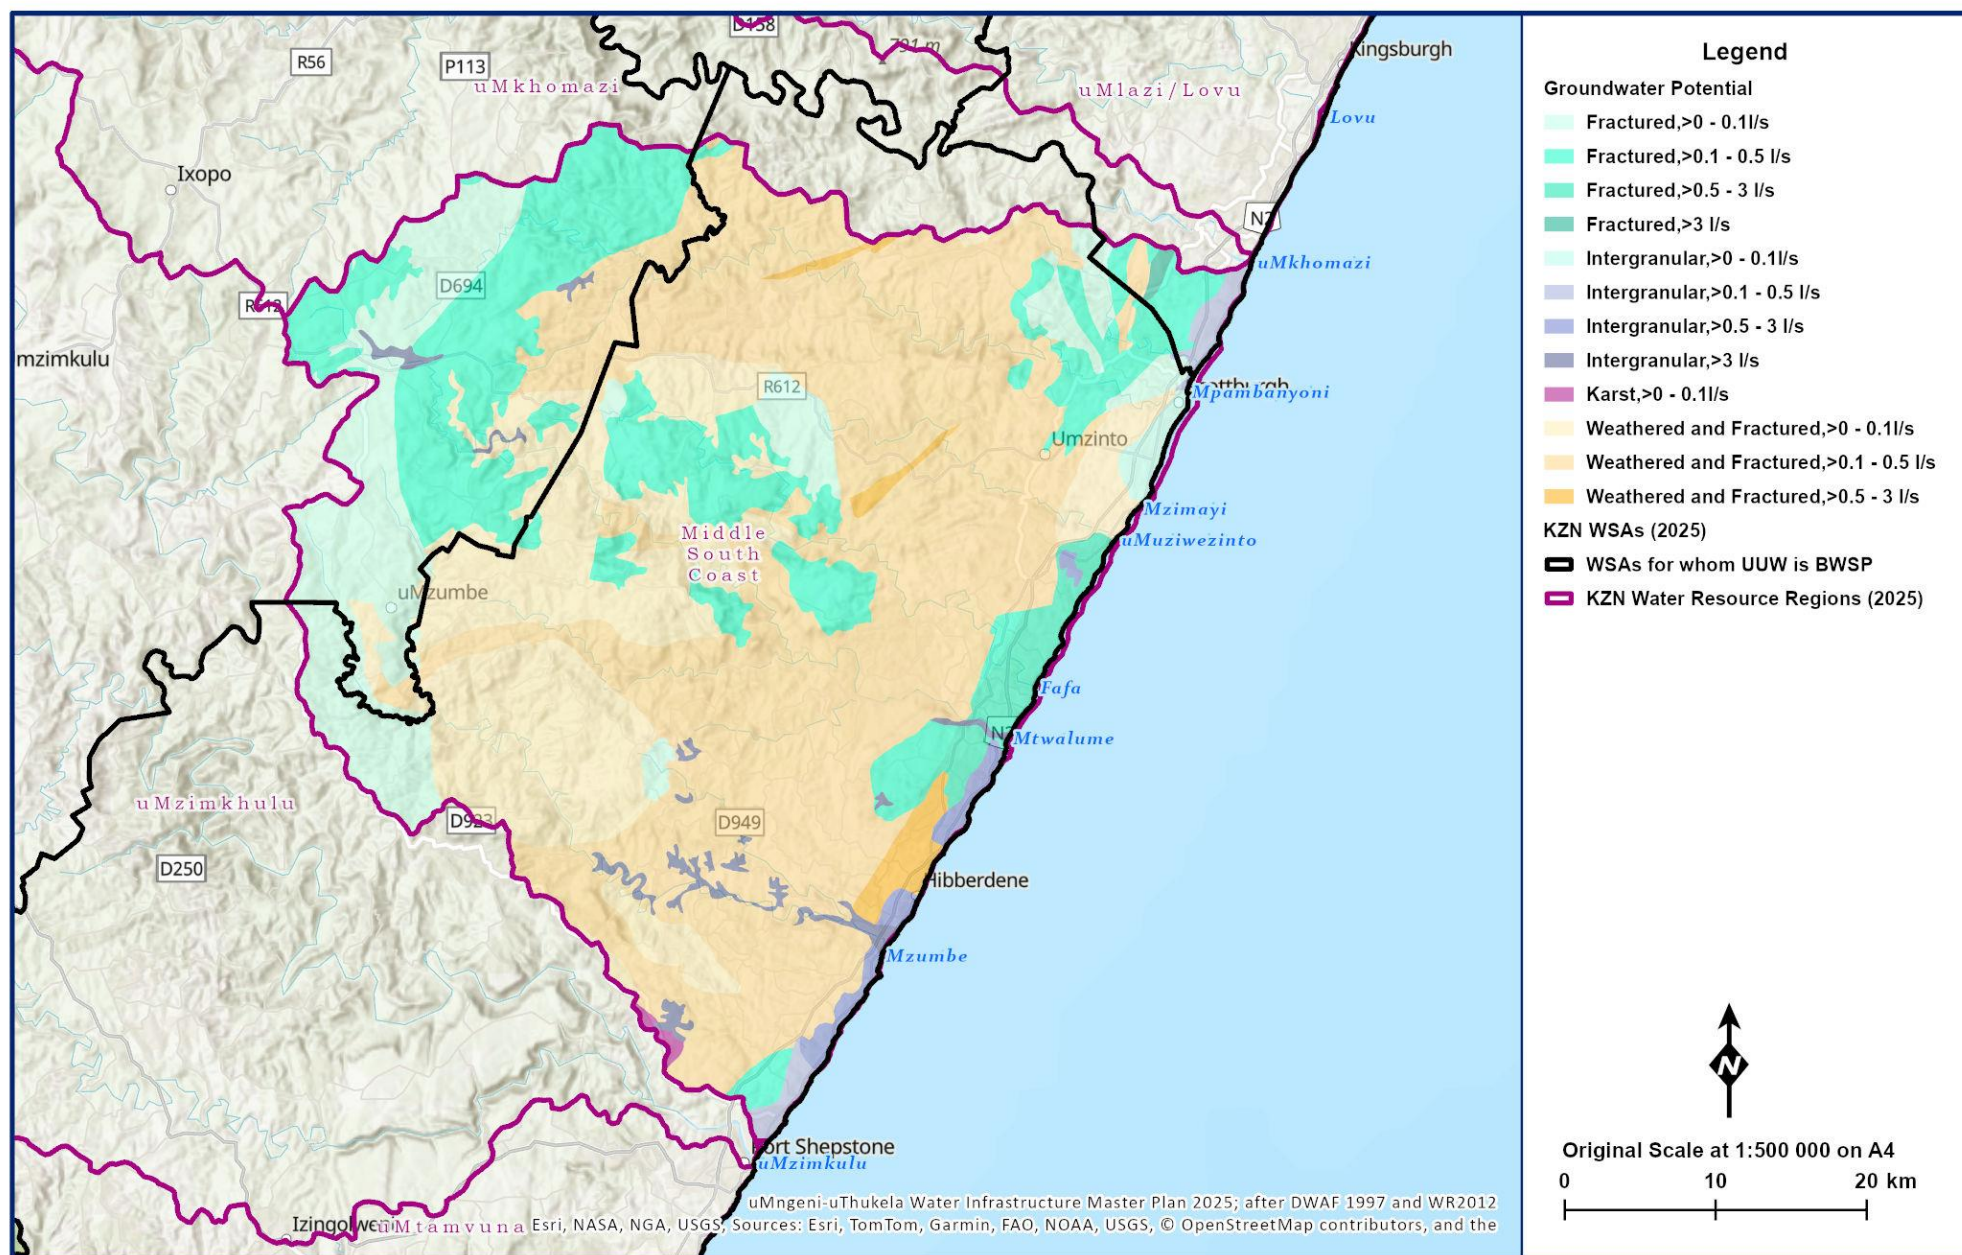 D158
Kingsburgh
791 m
R56
P113
uMkhomazi
uMlazi/Lovu
Lovu
Ixopo
N2
uMkhomazi
D694
R612
mzimkulu
R612
Mpambanyoni
Umzinto
Mzimayi
Middle
South
Coast
uMuziwezinto
uMzumbe
Fafa
Mtwalume
uMzimkhulu
D923
D949
D250
Hibberdene
Mzumbe
Port Shepstone
uMzimkulu
Izingolweni
uMtamvuna
uMngeni-uThukela Water Infrastructure Master Plan 2025; after DWAF 1997 and WR2012
Esri, NASA, NGA, USGS, Sources: Esri, TomTom, Garmin, FAO, NOAA, USGS, © OpenStreetMap contributors, and the
Legend
Groundwater Potential
Fractured,>0 - 0.1l/s
Fractured,>0.1 - 0.5 l/s
Fractured,>0.5 - 3 l/s
Fractured,>3 l/s
Intergranular,>0 - 0.1l/s
Intergranular,>0.1 - 0.5 l/s
Intergranular,>0.5 - 3 l/s
Intergranular,>3 l/s
Karst,>0 - 0.1l/s
Weathered and Fractured,>0 - 0.1l/s
Weathered and Fractured,>0.1 - 0.5 l/s
Weathered and Fractured,>0.5 - 3 l/s
KZN WSAs (2025)
WSAs for whom UUW is BWSP
KZN Water Resource Regions (2025)
N
Original Scale at 1:500 000 on A4
0 10 20 km